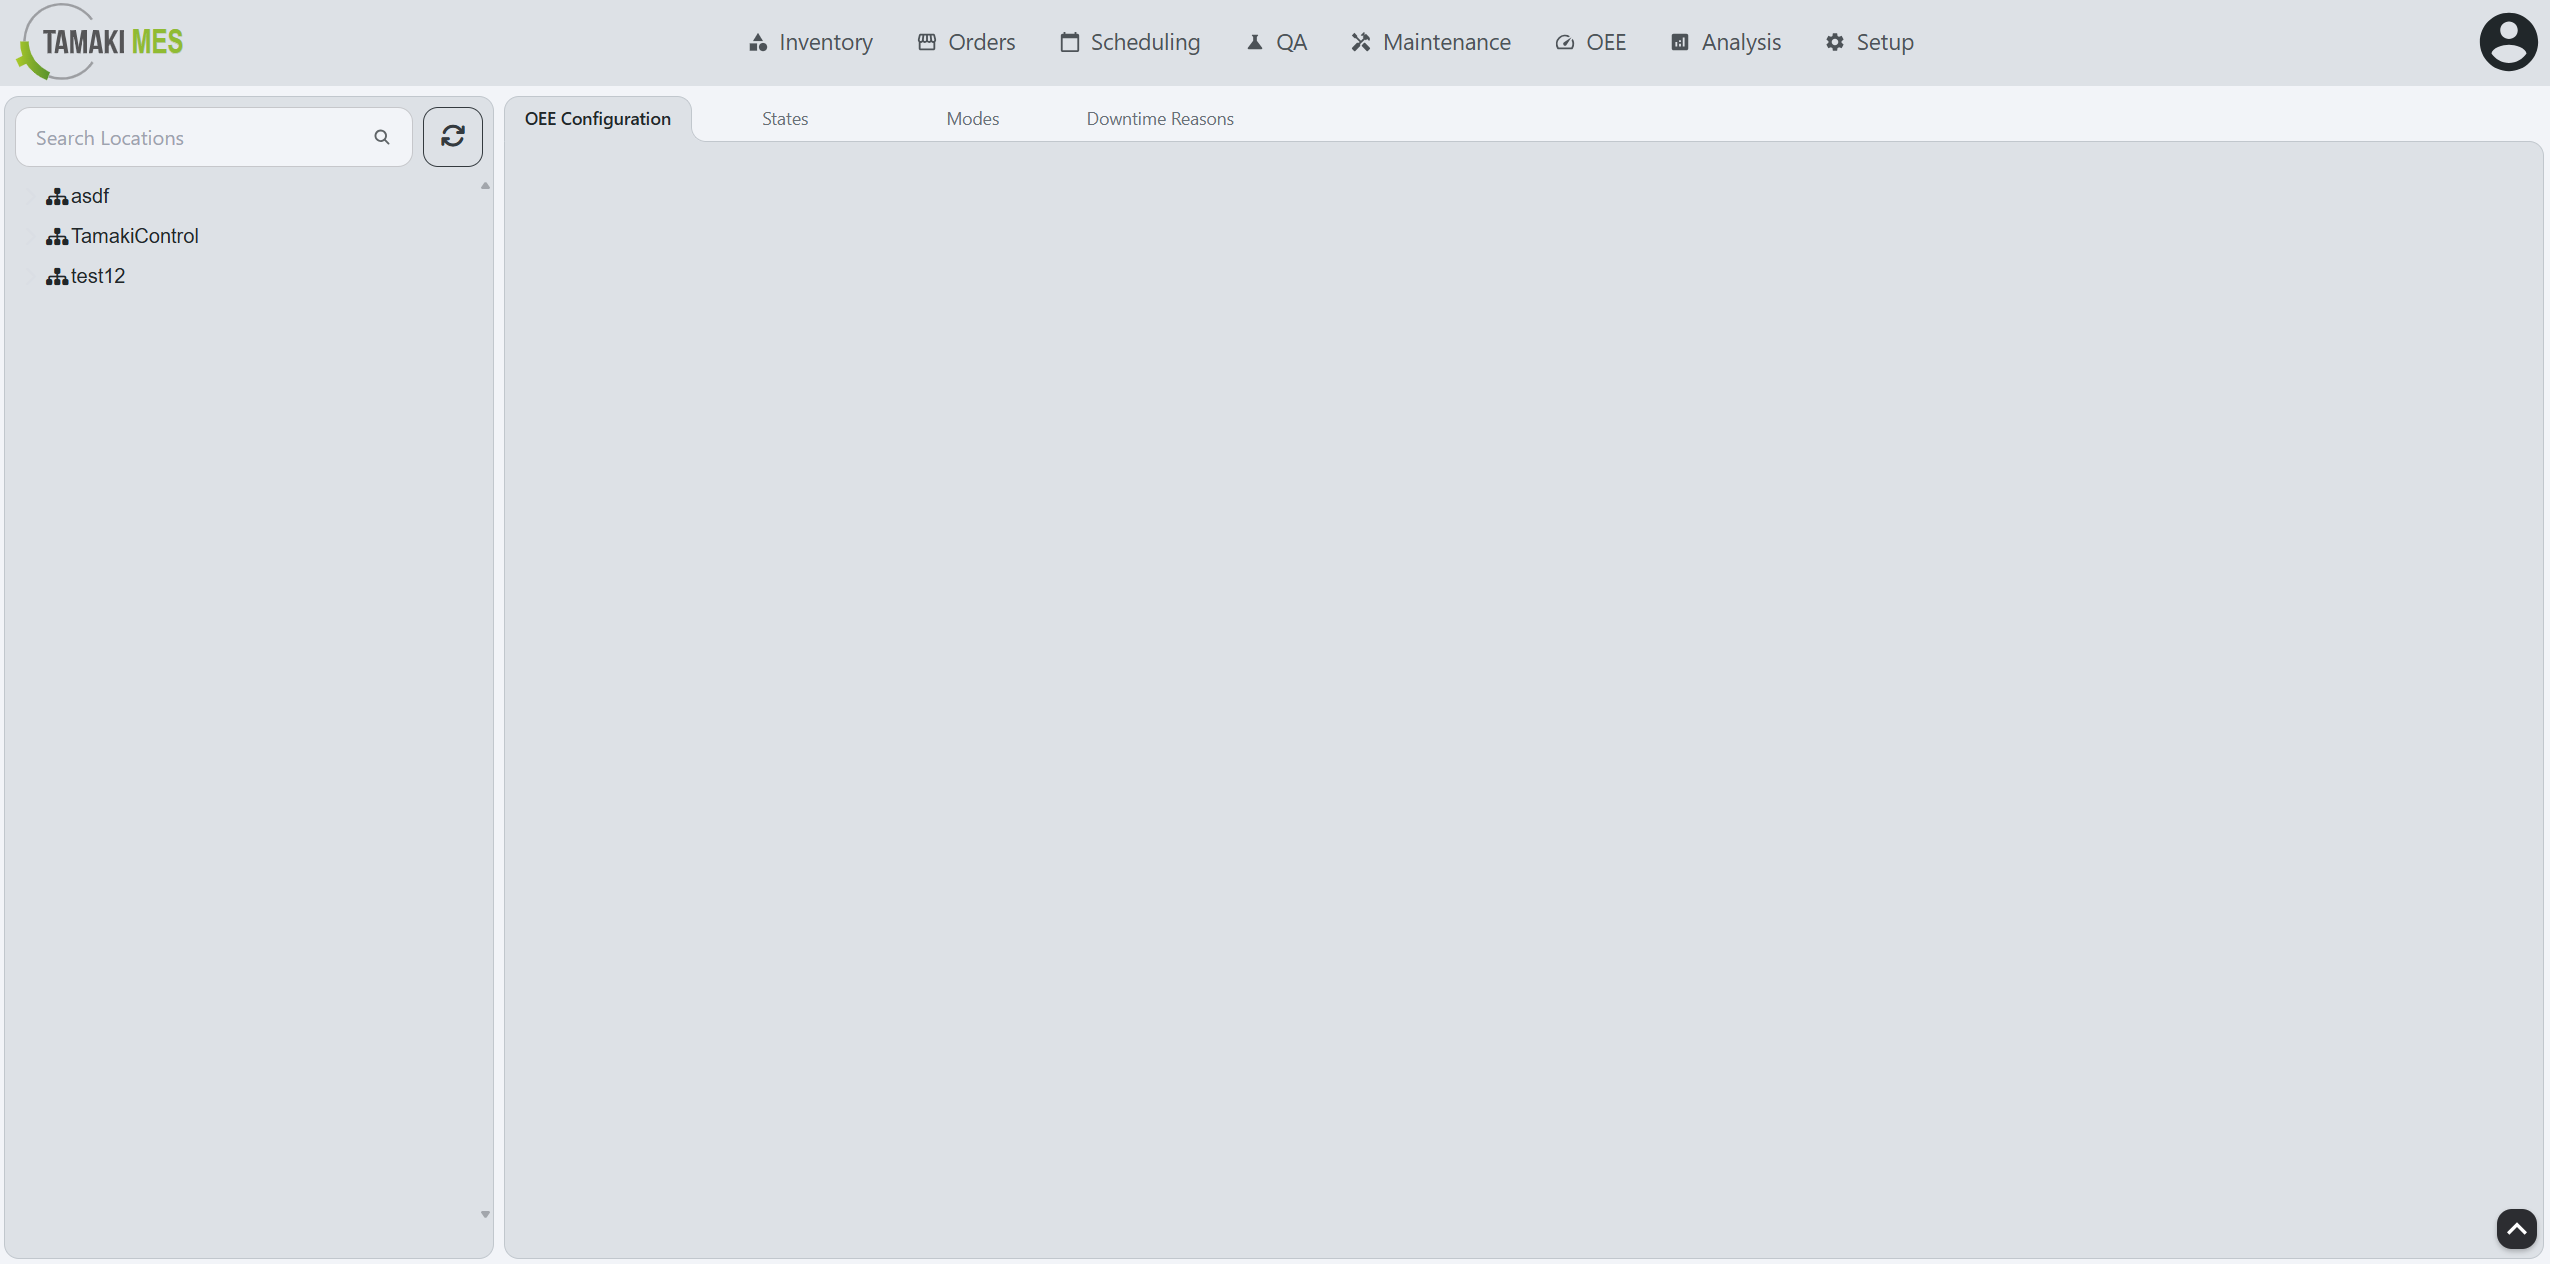 TAMAKI MES
Inventory
Orders
Scheduling
QA
Maintenance
OEE
Analysis
Setup
Search Locations
asdf
TamakiControl
test12
OEE Configuration
States
Modes
Downtime Reasons